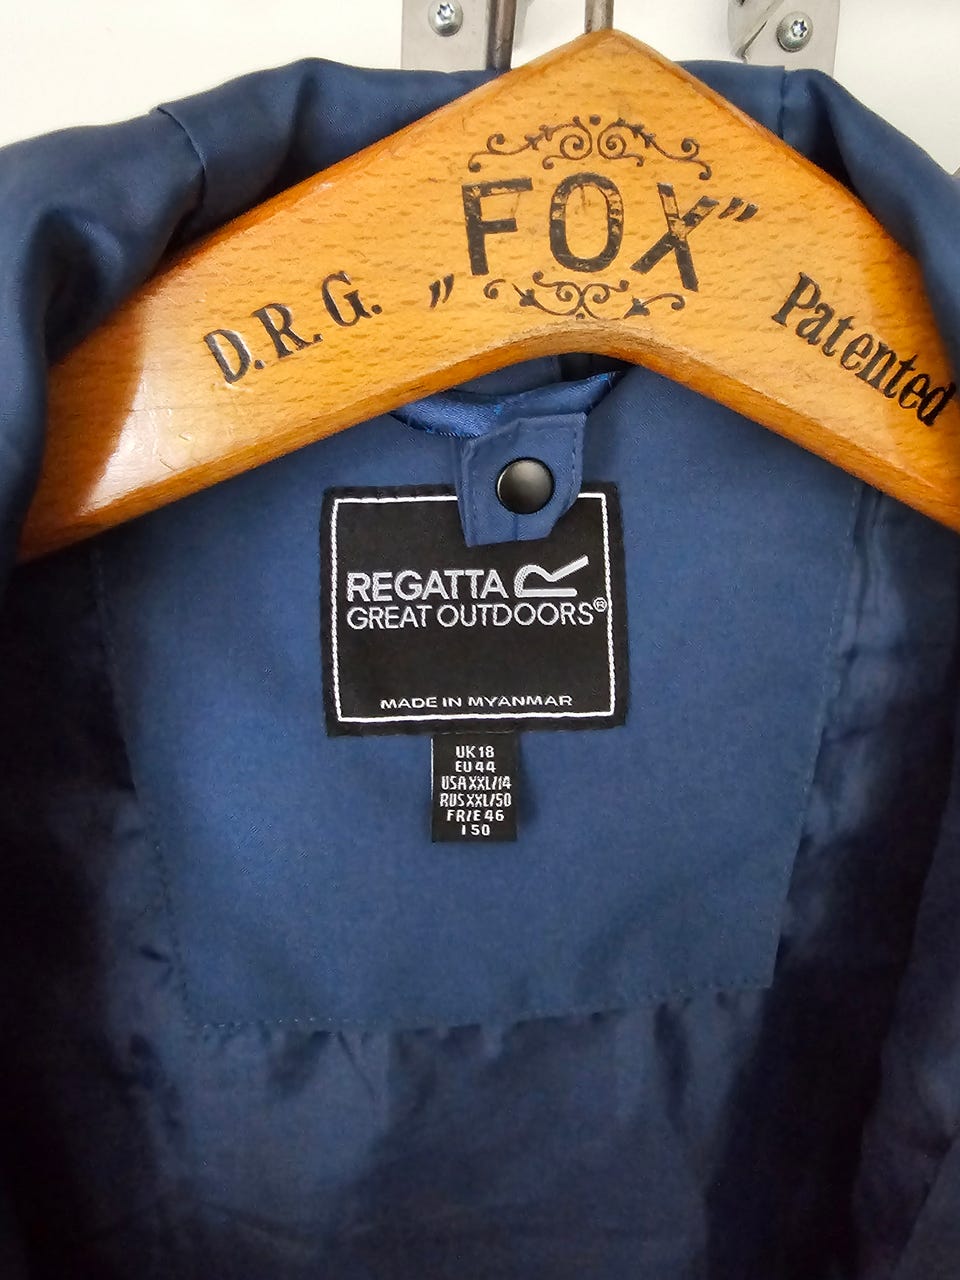 D.R.G. „FOX” Patented
REGATTA
GREAT OUTDOORS®
MADE IN MYANMAR
UK 18
EU 44
USA XXL/14
RUS XXL/50
FR/E 46
I 50